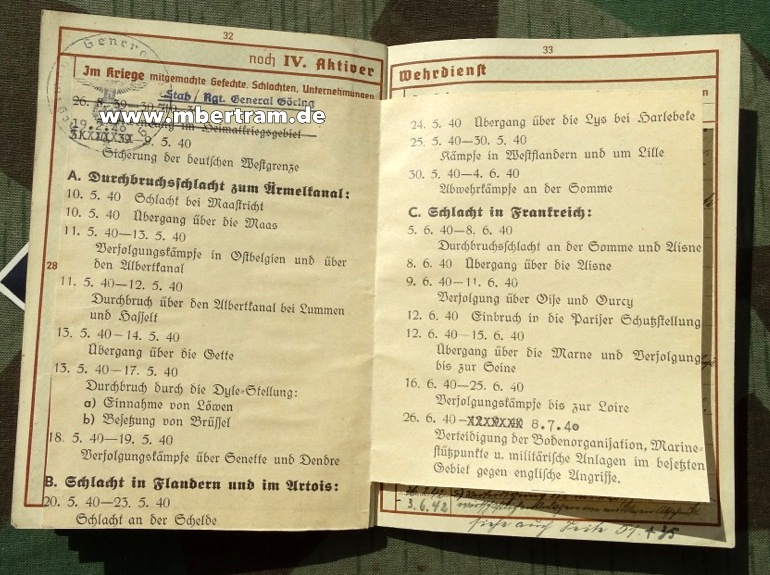 32
noch IV. Aktiver
Im Kriege mitgemachte Gefechte, Schlachten, Unternehmungen
Stab / Rgt. General Göring
www.mbertram.de
im Heimatkriegsgebiet
19.2.40
9. 5. 40
Sicherung der deutschen Westgrenze
A. Durchbruchsschlacht zum Ärmelkanal:
10. 5. 40 Schlacht bei Maastricht
10. 5. 40 Übergang über die Maas
11. 5. 40—13. 5. 40
Verfolgungskämpfe in Ostbelgien und über
den Albertkanal
28
11. 5. 40—12. 5. 40
Durchbruch über den Albertkanal bei Lummen
und Hasselt
13. 5. 40—14. 5. 40
Übergang über die Gette
13. 5. 40—17. 5. 40
Durchbruch durch die Dyle-Stellung:
a) Einnahme von Löwen
b) Besetzung von Brüssel
18. 5. 40—19. 5. 40
Verfolgungskämpfe über Senette und Dendre
B. Schlacht in Flandern und im Artois:
20. 5. 40—23. 5. 40
Schlacht an der Schelde
33
Wehrdienst
24. 5. 40 Übergang über die Lys bei Harlebeke
25. 5. 40—30. 5. 40
Kämpfe in Westflandern und um Lille
30. 5. 40—4. 6. 40
Abwehrkämpfe an der Somme
C. Schlacht in Frankreich:
5. 6. 40—8. 6. 40
Durchbruchsschlacht an der Somme und Aisne
8. 6. 40 Übergang über die Aisne
9. 6. 40—11. 6. 40
Verfolgung über Oise und Ourcq
12. 6. 40 Einbruch in die Pariser Schutzstellung
12. 6. 40—15. 6. 40
Übergang über die Marne und Verfolgung
bis zur Seine
16. 6. 40—25. 6. 40
Verfolgungskämpfe bis zur Loire
26. 6. 40— 8.7.40
Verteidigung der Bodenorganisation, Marine-
stützpunkte u. militärische Anlagen im besetzten
Gebiet gegen englische Angriffe.
3.6.42
siehe auch Seite